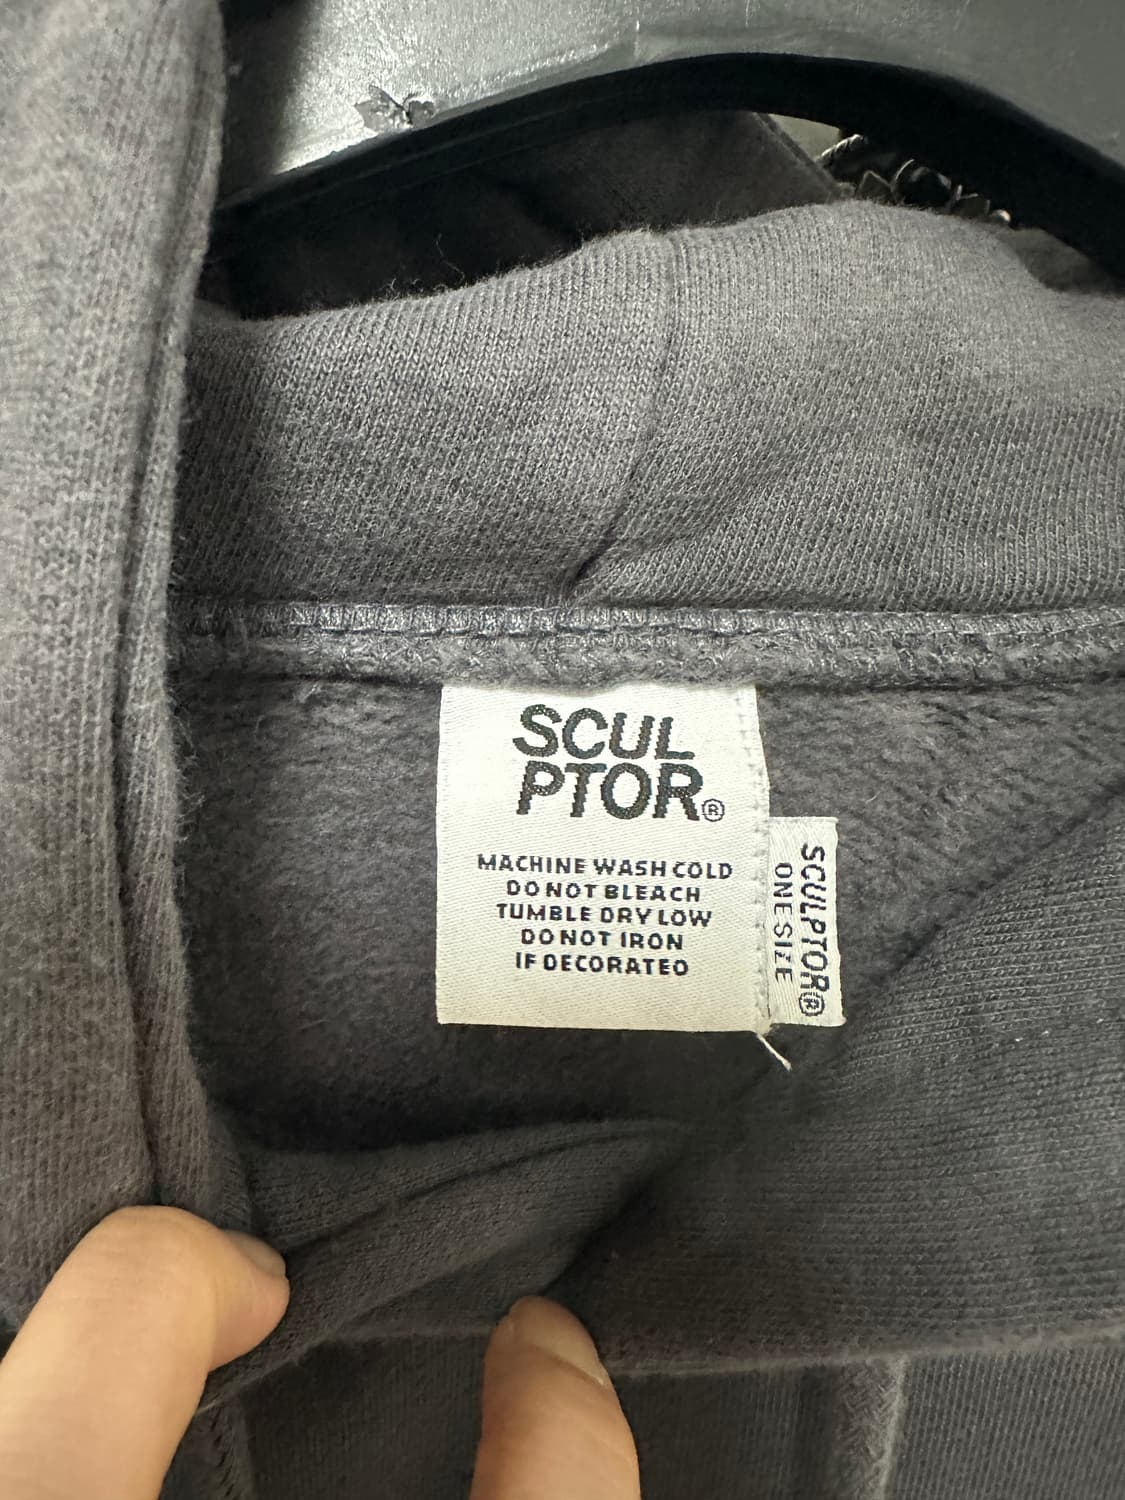 SCUL
PTOR®
MACHINE WASH COLD
DO NOT BLEACH
TUMBLE DRY LOW
DO NOT IRON
IF DECORATED
SCULPTOR®
ONE SIZE